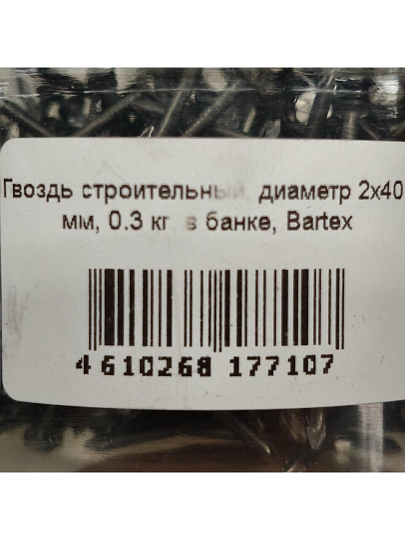 Гвоздь строительный, диаметр 2х40
мм, 0.3 кг, в банке, Bartex
4 610268 177107